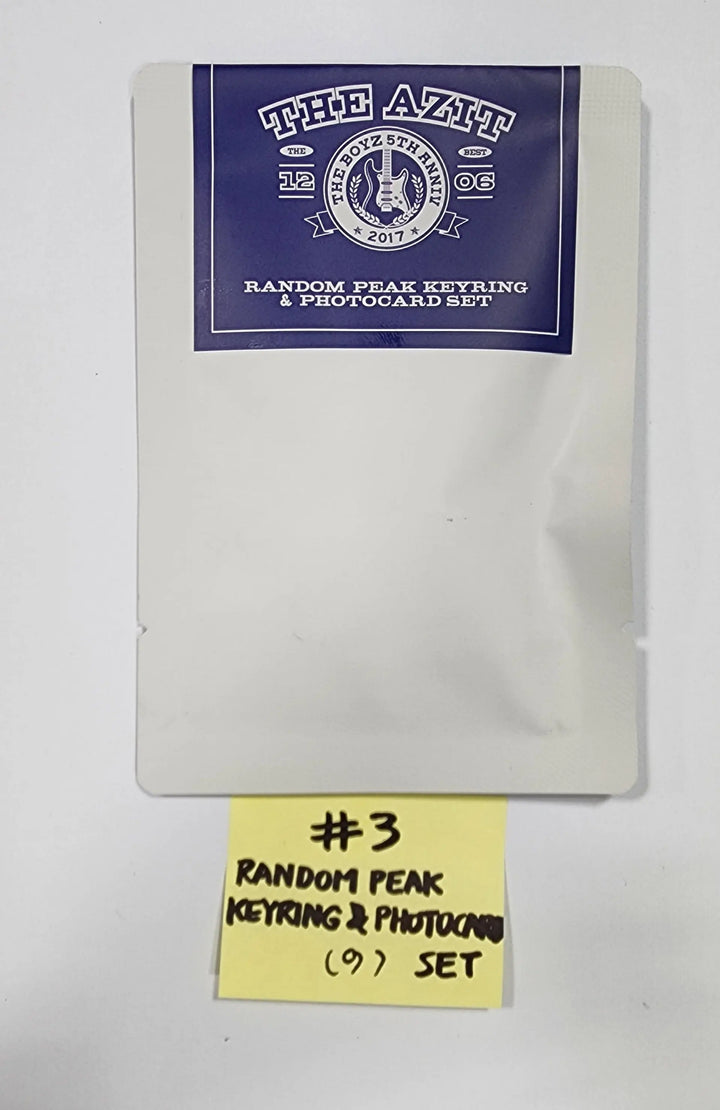 THE AZIT
THE BEST
12 06
THE BOYZ 5TH ANNIV
2017
RANDOM PEAK KEYRING
& PHOTOCARD SET
#3
RANDOM PEAK
KEYRING & PHOTOCARD
(9) SET